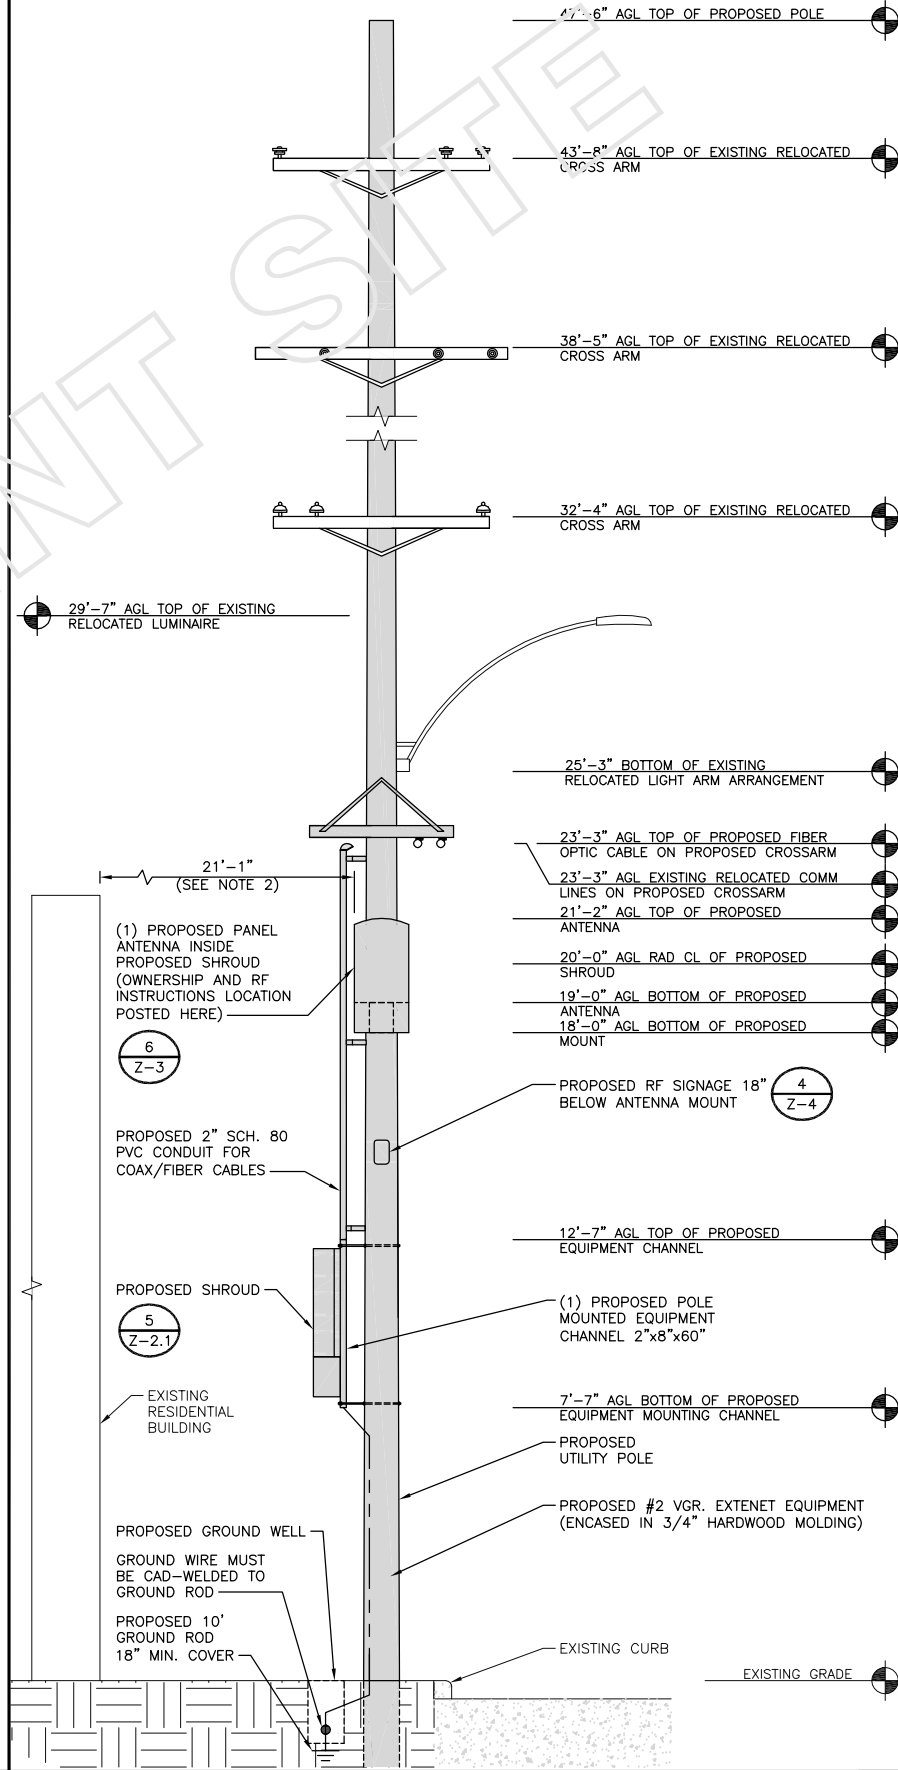 47'-6" AGL TOP OF PROPOSED POLE
43'-8" AGL TOP OF EXISTING RELOCATED
CROSS ARM
38'-5" AGL TOP OF EXISTING RELOCATED
CROSS ARM
32'-4" AGL TOP OF EXISTING RELOCATED
CROSS ARM
29'-7" AGL TOP OF EXISTING
RELOCATED LUMINAIRE
25'-3" BOTTOM OF EXISTING
RELOCATED LIGHT ARM ARRANGEMENT
23'-3" AGL TOP OF PROPOSED FIBER
OPTIC CABLE ON PROPOSED CROSSARM
23'-3" AGL EXISTING RELOCATED COMM
LINES ON PROPOSED CROSSARM
21'-2" AGL TOP OF PROPOSED
ANTENNA
20'-0" AGL RAD CL OF PROPOSED
SHROUD
19'-0" AGL BOTTOM OF PROPOSED
ANTENNA
18'-0" AGL BOTTOM OF PROPOSED
MOUNT
21'-1"
(SEE NOTE 2)
(1) PROPOSED PANEL
ANTENNA INSIDE
PROPOSED SHROUD
(OWNERSHIP AND RF
INSTRUCTIONS LOCATION
POSTED HERE)
6
Z-3
PROPOSED RF SIGNAGE 18"
BELOW ANTENNA MOUNT
4
Z-4
PROPOSED 2" SCH. 80
PVC CONDUIT FOR
COAX/FIBER CABLES
12'-7" AGL TOP OF PROPOSED
EQUIPMENT CHANNEL
PROPOSED SHROUD
5
Z-2.1
(1) PROPOSED POLE
MOUNTED EQUIPMENT
CHANNEL 2"x8"x60"
EXISTING
RESIDENTIAL
BUILDING
7'-7" AGL BOTTOM OF PROPOSED
EQUIPMENT MOUNTING CHANNEL
PROPOSED
UTILITY POLE
PROPOSED #2 VGR. EXTENET EQUIPMENT
(ENCASED IN 3/4" HARDWOOD MOLDING)
PROPOSED GROUND WELL
GROUND WIRE MUST
BE CAD-WELDED TO
GROUND ROD
PROPOSED 10'
GROUND ROD
18" MIN. COVER
EXISTING CURB
EXISTING GRADE
NT SITE